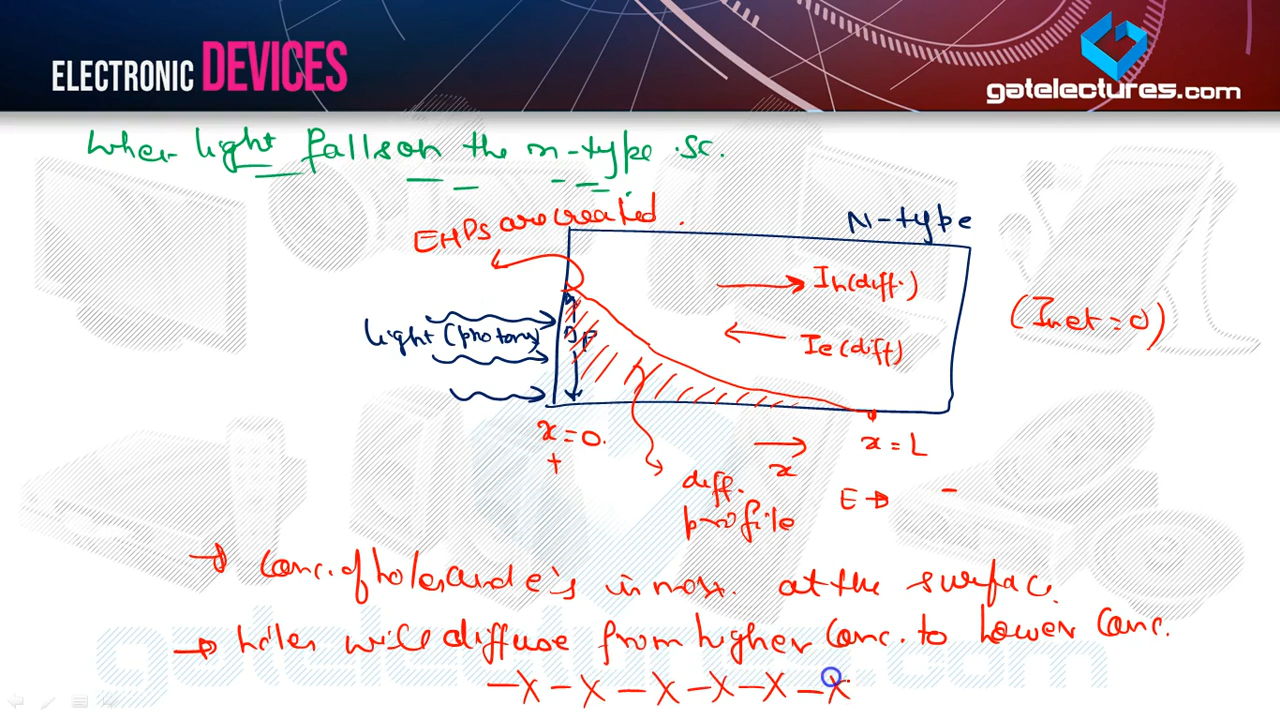 ELECTRONIC DEVICES
gatelectures.com
When light falls on the n-type sc.
EHPs are created.
N-type
Ih(diff.)
light (photons)
Ie(diff)
(Inet = 0)
x = 0.
x = L
+
x
diff. profile
E → -
→ Conc. of holes and e's is max. at the surface.
→ holes will diffuse from higher conc. to lower conc.
—X—X—X—X—X—X
gatelectures.com